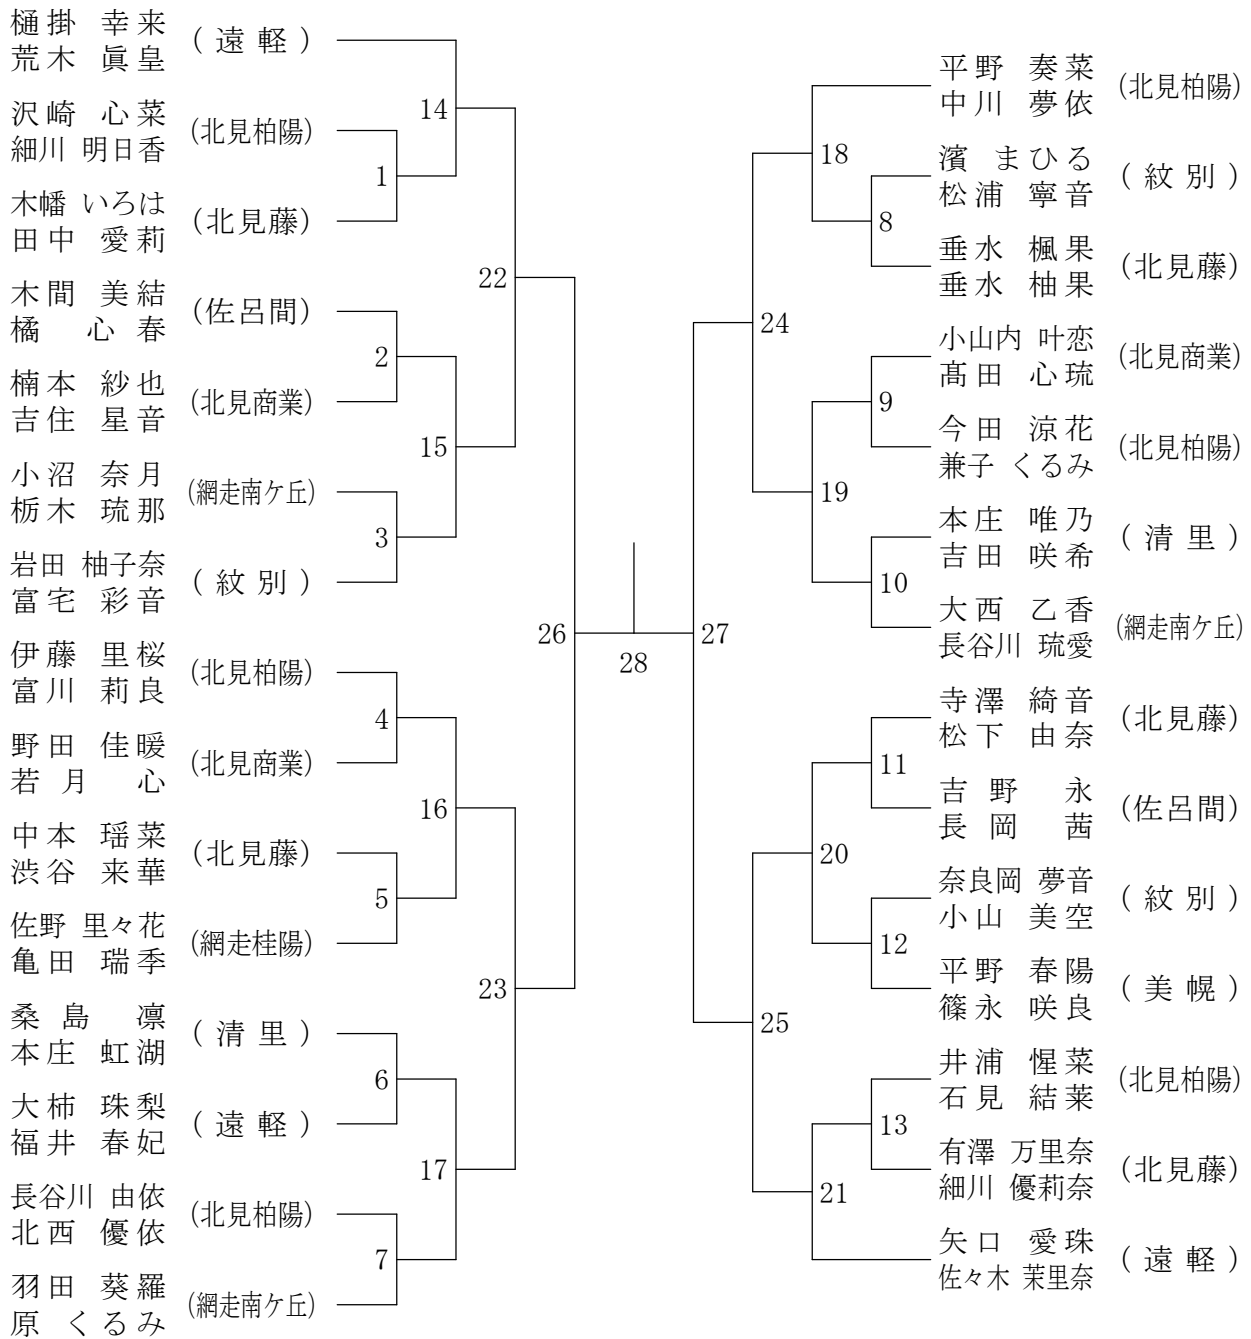 樋掛 幸来
荒木 眞皇
(遠軽)
沢崎 心菜
細川 明日香
(北見柏陽)
木幡 いろは
田中 愛莉
(北見藤)
木間 美結
橘 心春
(佐呂間)
楠本 紗也
吉住 星音
(北見商業)
小沼 奈月
栃木 琉那
(網走南ケ丘)
岩田 柚子奈
富宅 彩音
(紋別)
伊藤 里桜
富川 莉良
(北見柏陽)
野田 佳暖
若月 心
(北見商業)
中本 瑶菜
渋谷 来華
(北見藤)
佐野 里々花
亀田 瑞季
(網走桂陽)
桑島 凛
本庄 虹湖
(清里)
大柿 珠梨
福井 春妃
(遠軽)
長谷川 由依
北西 優依
(北見柏陽)
羽田 葵羅
原 くるみ
(網走南ケ丘)
14
1
22
2
15
3
26
4
16
5
23
6
17
7
28
27
18
8
24
9
19
10
11
20
12
25
13
21
平野 奏菜
中川 夢依
(北見柏陽)
濱 まひる
松浦 寧音
(紋別)
垂水 楓果
垂水 柚果
(北見藤)
小山内 叶恋
髙田 心琉
(北見商業)
今田 涼花
兼子 くるみ
(北見柏陽)
本庄 唯乃
吉田 咲希
(清里)
大西 乙香
長谷川 琉愛
(網走南ケ丘)
寺澤 綺音
松下 由奈
(北見藤)
吉野 永
長岡 茜
(佐呂間)
奈良岡 夢音
小山 美空
(紋別)
平野 春陽
篠永 咲良
(美幌)
井浦 惺菜
石見 結菜
(北見柏陽)
有澤 万里奈
細川 優莉奈
(北見藤)
矢口 愛珠
佐々木 茉里奈
(遠軽)